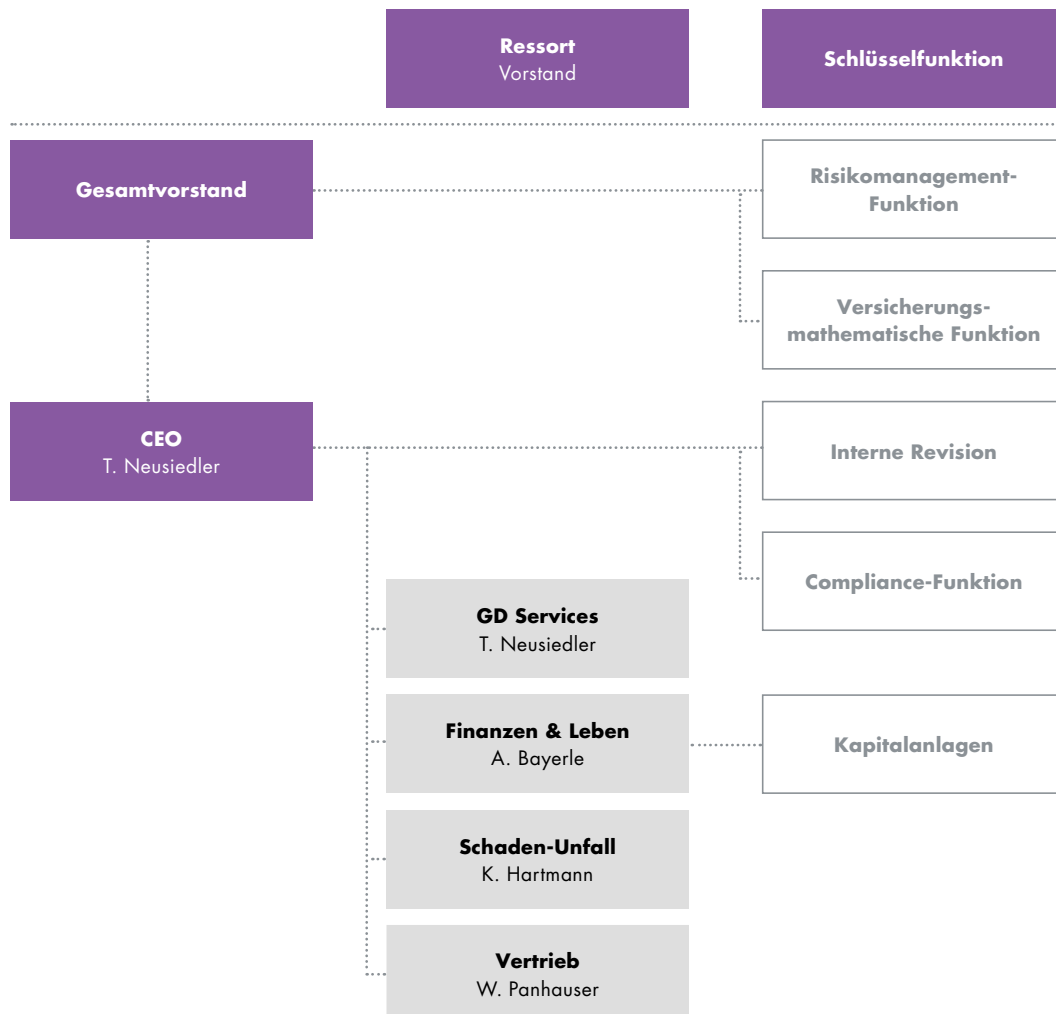 Ressort
Vorstand
Schlüsselfunktion
Gesamtvorstand
Risikomanagement-
Funktion
Versicherungs-
mathematische Funktion
CEO
T. Neusiedler
Interne Revision
Compliance-Funktion
GD Services
T. Neusiedler
Finanzen & Leben
A. Bayerle
Kapitalanlagen
Schaden-Unfall
K. Hartmann
Vertrieb
W. Panhauser